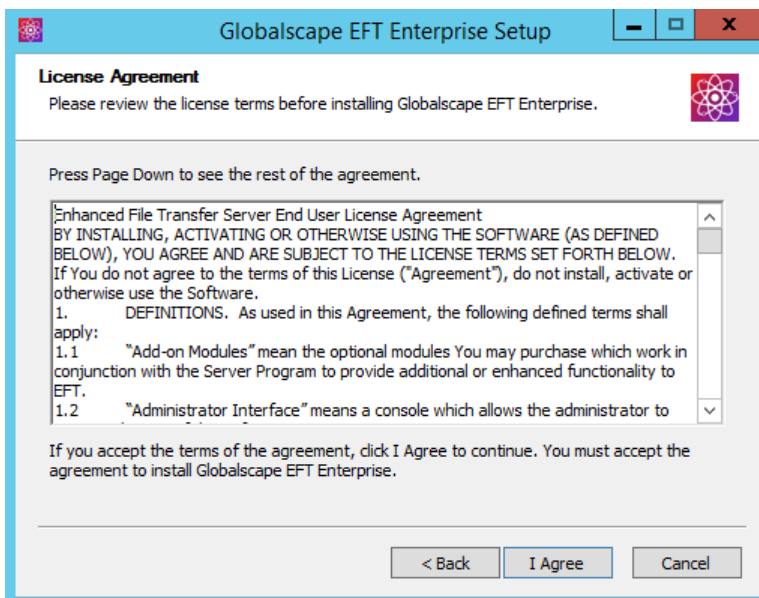 Globalscape EFT Enterprise Setup
License Agreement
Please review the license terms before installing Globalscape EFT Enterprise.
Press Page Down to see the rest of the agreement.
Enhanced File Transfer Server End User License Agreement
BY INSTALLING, ACTIVATING OR OTHERWISE USING THE SOFTWARE (AS DEFINED
BELOW), YOU AGREE AND ARE SUBJECT TO THE LICENSE TERMS SET FORTH BELOW.
If You do not agree to the terms of this License ("Agreement"), do not install, activate or
otherwise use the Software.
1. DEFINITIONS. As used in this Agreement, the following defined terms shall
apply:
1.1 “Add-on Modules” mean the optional modules You may purchase which work in
conjunction with the Server Program to provide additional or enhanced functionality to
EFT.
1.2 “Administrator Interface” means a console which allows the administrator to
If you accept the terms of the agreement, click I Agree to continue. You must accept the
agreement to install Globalscape EFT Enterprise.
< Back I Agree Cancel